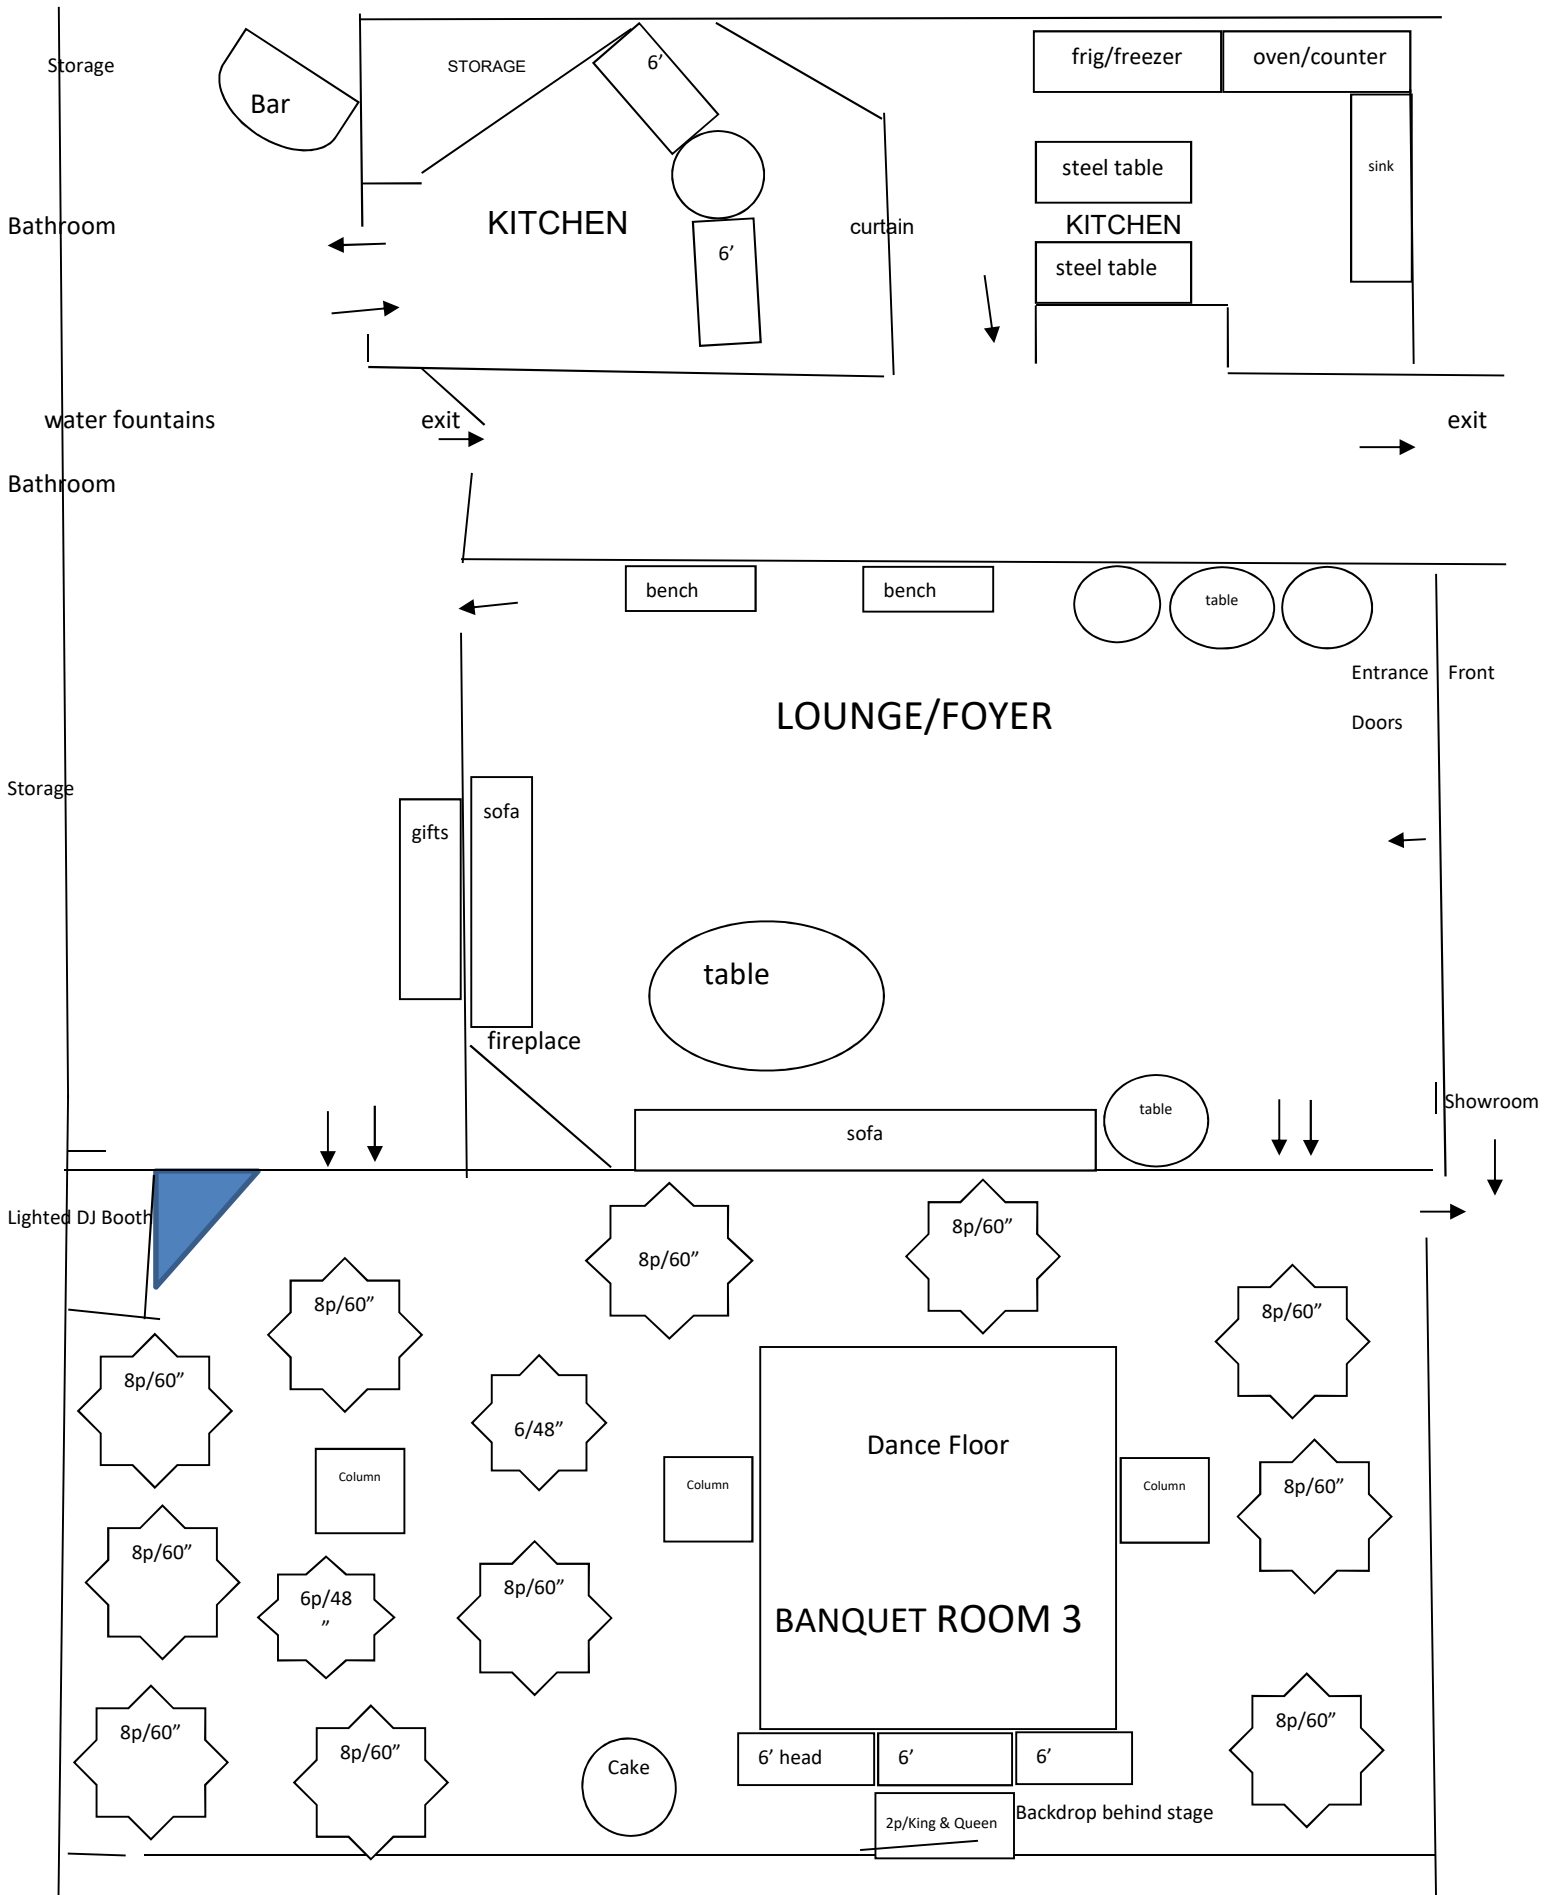 Storage
Bar
STORAGE
6’
frig/freezer
oven/counter
steel table
sink
Bathroom
KITCHEN
curtain
KITCHEN
6’
steel table
water fountains
exit
exit
Bathroom
bench
bench
table
Entrance
Front
LOUNGE/FOYER
Doors
Storage
sofa
gifts
table
fireplace
Showroom
table
sofa
Lighted DJ Booth
8p/60”
8p/60”
8p/60”
8p/60”
8p/60”
6/48”
Dance Floor
Column
Column
Column
8p/60”
8p/60”
8p/60”
6p/48
”
8p/60”
BANQUET ROOM 3
8p/60”
8p/60”
8p/60”
Cake
6’ head
6’
6’
2p/King & Queen
Backdrop behind stage